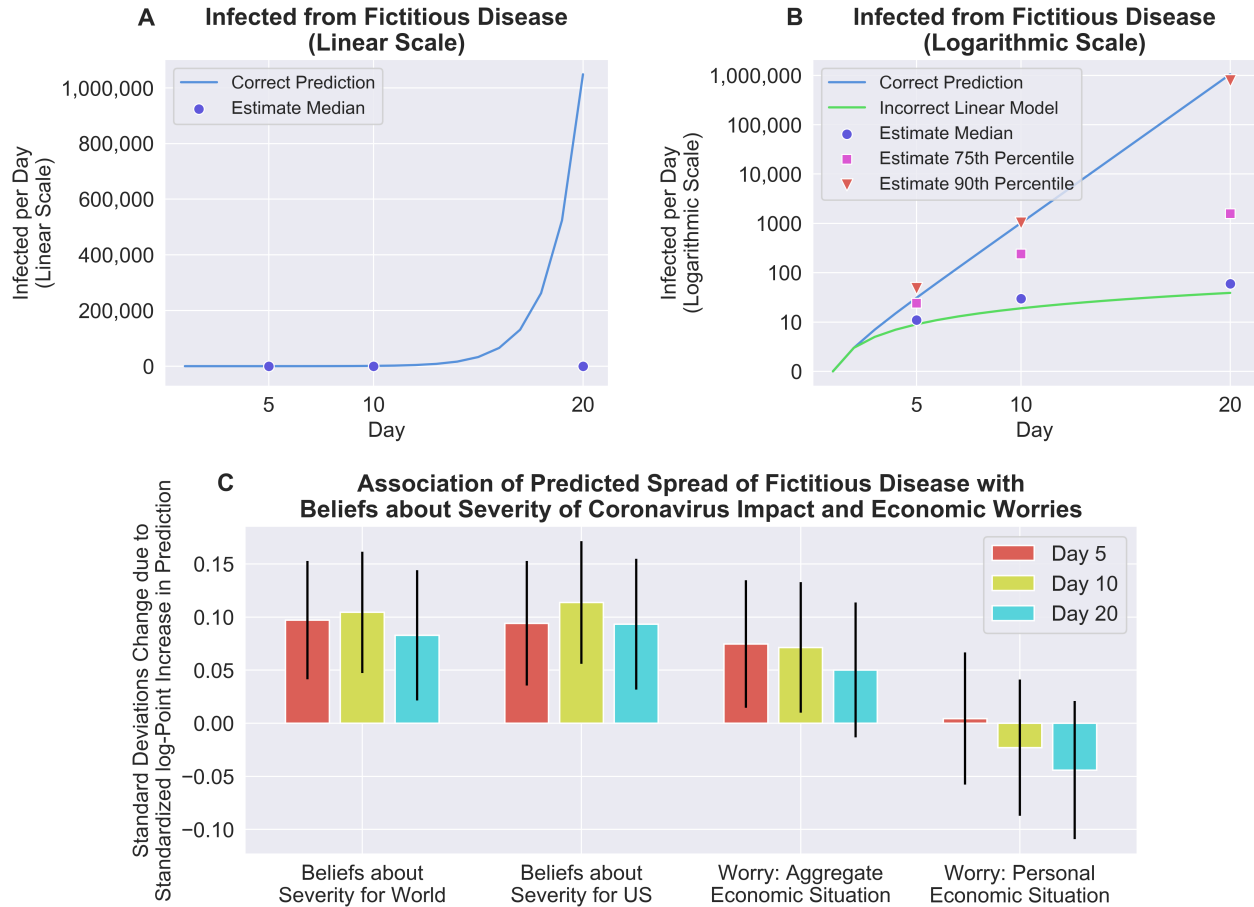 A
Infected from Fictitious Disease
(Linear Scale)
Infected per Day
(Linear Scale)
1,000,000
800,000
600,000
400,000
200,000
0
Correct Prediction
Estimate Median
5
10
20
Day
B
Infected from Fictitious Disease
(Logarithmic Scale)
Infected per Day
(Logarithmic Scale)
1,000,000
100,000
10,000
1000
100
10
0
Correct Prediction
Incorrect Linear Model
Estimate Median
Estimate 75th Percentile
Estimate 90th Percentile
5
10
20
Day
C
Association of Predicted Spread of Fictitious Disease with
Beliefs about Severity of Coronavirus Impact and Economic Worries
Standard Deviations Change due to
Standardized log-Point Increase in Prediction
0.15
0.10
0.05
0.00
−0.05
−0.10
Day 5
Day 10
Day 20
Beliefs about
Severity for World
Beliefs about
Severity for US
Worry: Aggregate
Economic Situation
Worry: Personal
Economic Situation